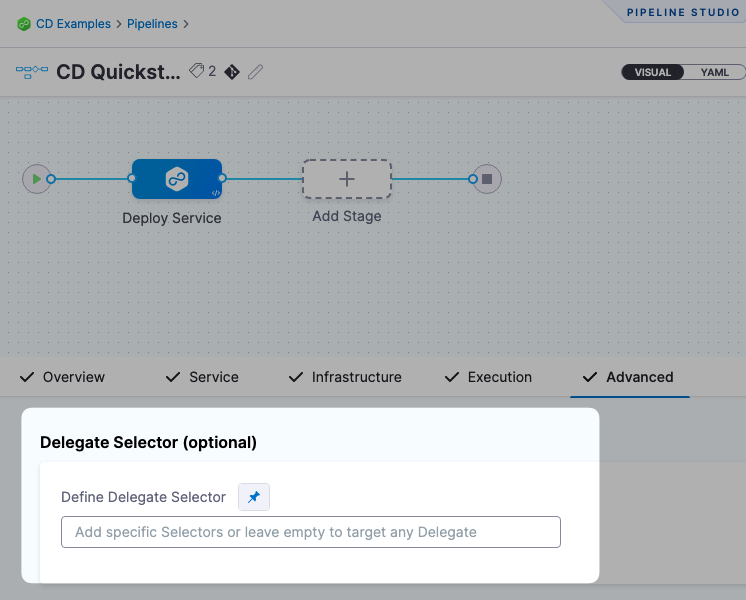 PIPELINE STUDIO
CD Examples > Pipelines >
CD Quickst... 2
VISUAL YAML
</>
Deploy Service
Add Stage
Overview Service Infrastructure Execution Advanced
Delegate Selector (optional)
Define Delegate Selector
Add specific Selectors or leave empty to target any Delegate